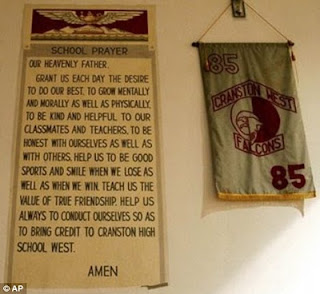 SCHOOL PRAYER
OUR HEAVENLY FATHER,
GRANT US EACH DAY THE DESIRE
TO DO OUR BEST, TO GROW MENTALLY
AND MORALLY AS WELL AS PHYSICALLY,
TO BE KIND AND HELPFUL TO OUR
CLASSMATES AND TEACHERS, TO BE
HONEST WITH OURSELVES AS WELL AS
WITH OTHERS, HELP US TO BE GOOD
SPORTS AND SMILE WHEN WE LOSE AS
WELL AS WHEN WE WIN, TEACH US THE
VALUE OF TRUE FRIENDSHIP, HELP US
ALWAYS TO CONDUCT OURSELVES SO AS
TO BRING CREDIT TO CRANSTON HIGH
SCHOOL WEST.
AMEN
85
CRANSTON WEST
FALCONS
85
© AP